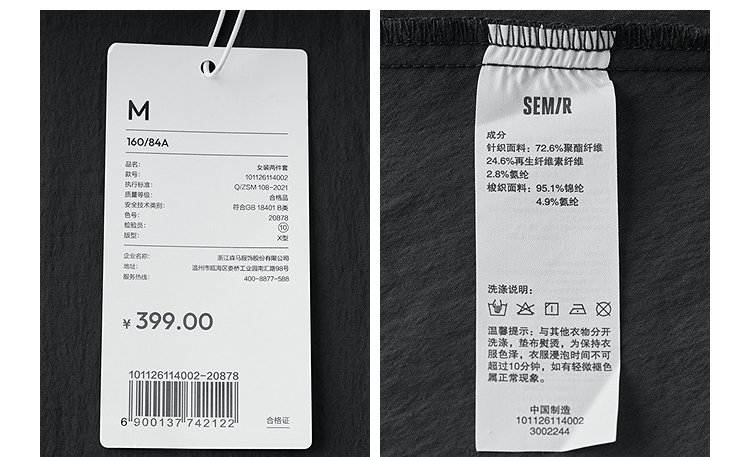 M
160/84A
品名: 女装两件套
款号: 101126114002
执行标准: Q/ZSM 108-2021
质量等级: 合格品
安全技术类别: 符合GB 18401 B类
色号: 20878
检验员: ⑩
版型: X型
企业名称: 浙江森马服饰股份有限公司
地址: 温州市瓯海区娄桥工业园南汇路98号
服务热线: 400-8877-588
¥ 399.00
101126114002-20878
6 900137 742122
合格证
SEMIR
成分
针织面料: 72.6%聚酯纤维
24.6%再生纤维素纤维
2.8%氨纶
梭织面料: 95.1%锦纶
4.9%氨纶
洗涤说明:
温馨提示: 与其他衣物分开
洗涤, 垫布熨烫, 为保持衣
服色泽, 衣服浸泡时间不可
超过10分钟, 如有轻微褪色
属正常现象。
中国制造
101126114002
3002244